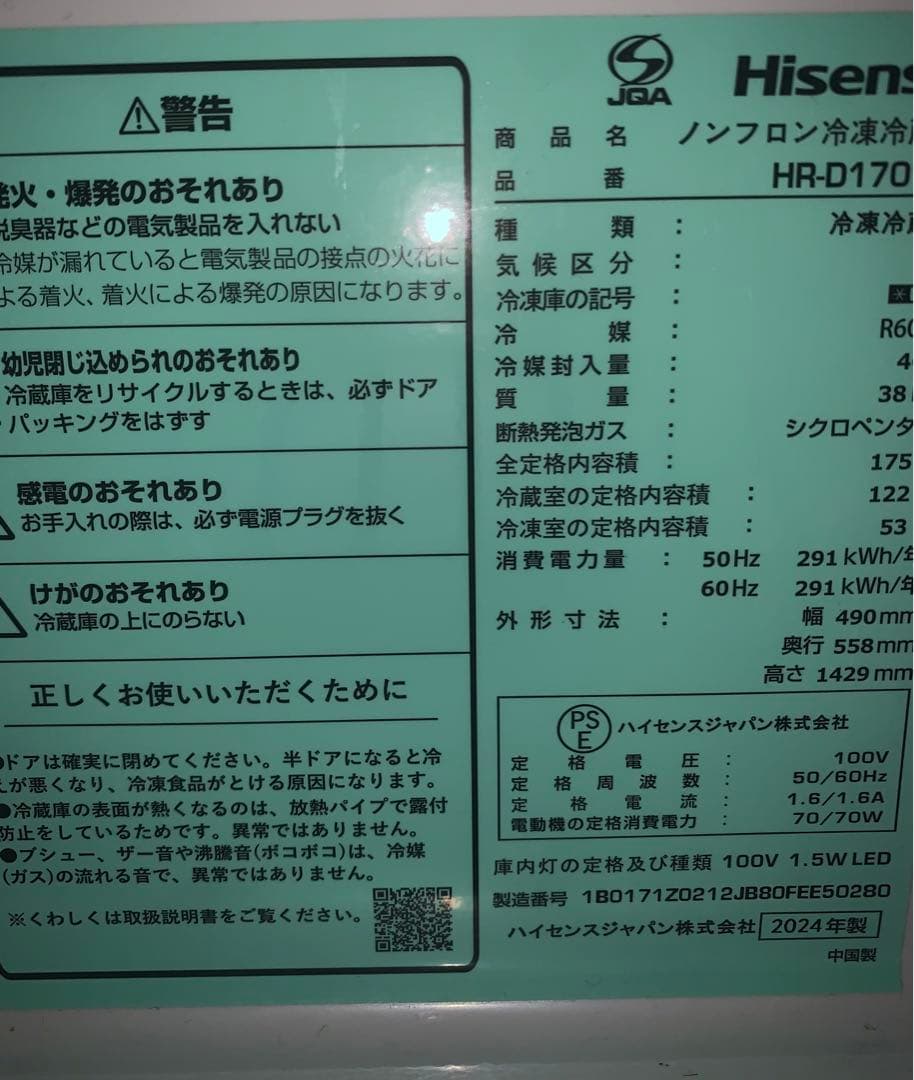 ⚠警告
発火・爆発のおそれあり
脱臭器などの電気製品を入れない
冷媒が漏れていると電気製品の接点の火花に
よる着火、着火による爆発の原因になります。
幼児閉じ込められのおそれあり
冷蔵庫をリサイクルするときは、必ずドア
パッキングをはずす
感電のおそれあり
お手入れの際は、必ず電源プラグを抜く
けがのおそれあり
冷蔵庫の上にのらない
正しくお使いいただくために
●ドアは確実に閉めてください。半ドアになると冷
えが悪くなり、冷凍食品がとける原因になります。
●冷蔵庫の表面が熱くなるのは、放熱パイプで露付
防止をしているためです。異常ではありません。
●ブシュー、ザー音や沸騰音(ボコボコ)は、冷媒
(ガス)の流れる音で、異常ではありません。
※くわしくは取扱説明書をご覧ください。
JQA
Hisens
商品名 ノンフロン冷凍冷
品番 HR-D170
種類 : 冷凍冷
気候区分 :
冷凍庫の記号 :
冷媒 : R60
冷媒封入量 : 4
質量 : 38
断熱発泡ガス : シクロペンタ
全定格内容積 : 175
冷蔵室の定格内容積 : 122
冷凍室の定格内容積 : 53
消費電力量 : 50Hz 291kWh/年
60Hz 291kWh/年
外形寸法 : 幅 490mm
奥行 558mm
高さ 1429mm
PSE ハイセンスジャパン株式会社
定格電圧 : 100V
定格周波数 : 50/60Hz
定格電流 : 1.6/1.6A
電動機の定格消費電力 : 70/70W
庫内灯の定格及び種類 100V 1.5W LED
製造番号 1B0171Z0212JB80FEE50280
ハイセンスジャパン株式会社 2024年製
中国製